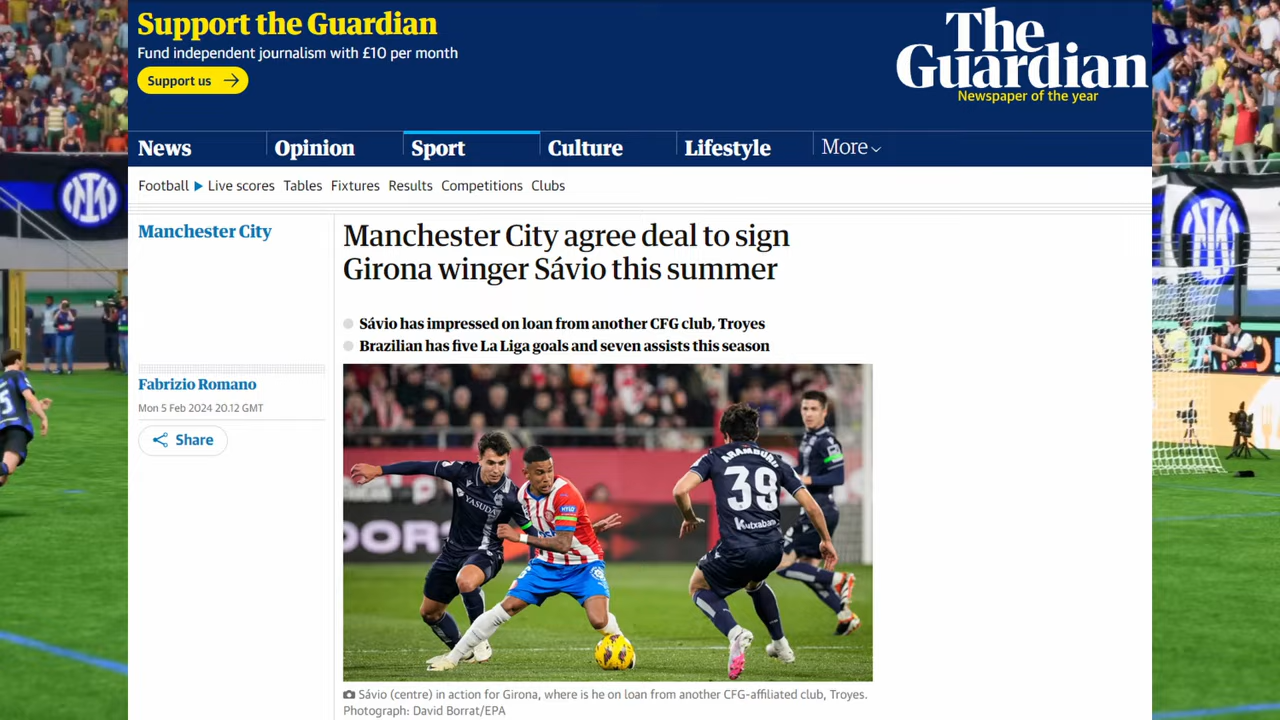 Support the Guardian
Fund independent journalism with £10 per month
Support us
The
Guardian
Newspaper of the year
News
Opinion
Sport
Culture
Lifestyle
More
Football
Live scores
Tables
Fixtures
Results
Competitions
Clubs
Manchester City
Manchester City agree deal to sign
Girona winger Sávio this summer
Sávio has impressed on loan from another CFG club, Troyes
Brazilian has five La Liga goals and seven assists this season
Fabrizio Romano
Mon 5 Feb 2024 20.12 GMT
Share
YASUDA
ARAMBURU
39
Kutxabank
Sávio (centre) in action for Girona, where is he on loan from another CFG-affiliated club, Troyes.
Photograph: David Borrat/EPA